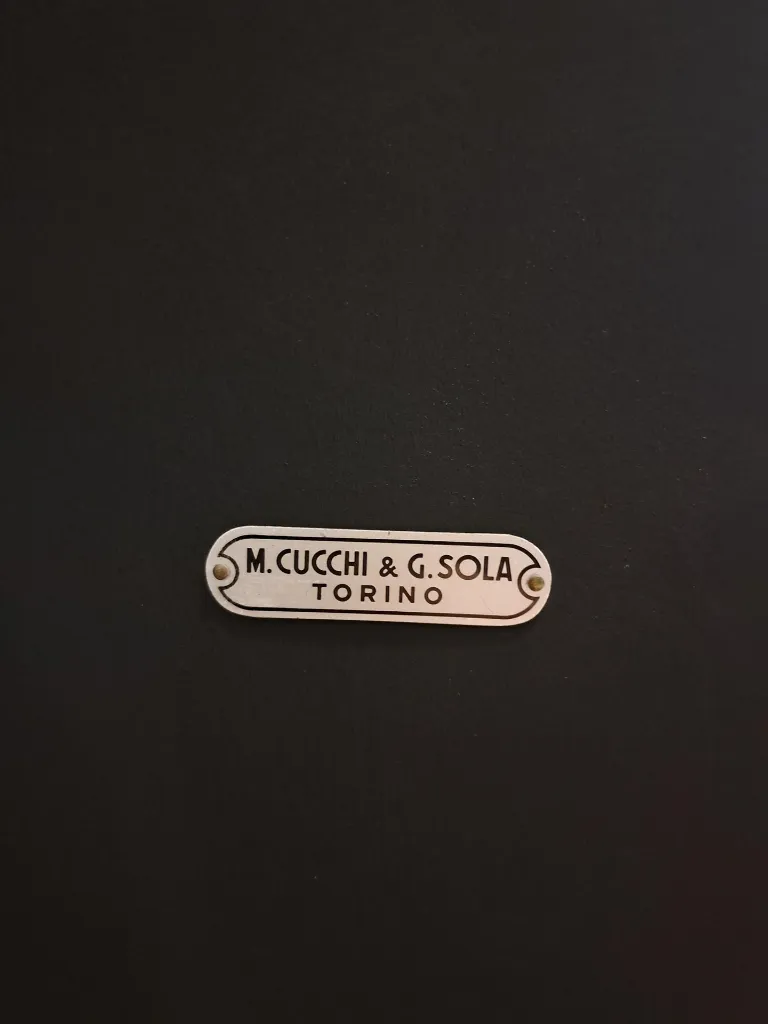 M. CUCCHI & G. SOLA
TORINO